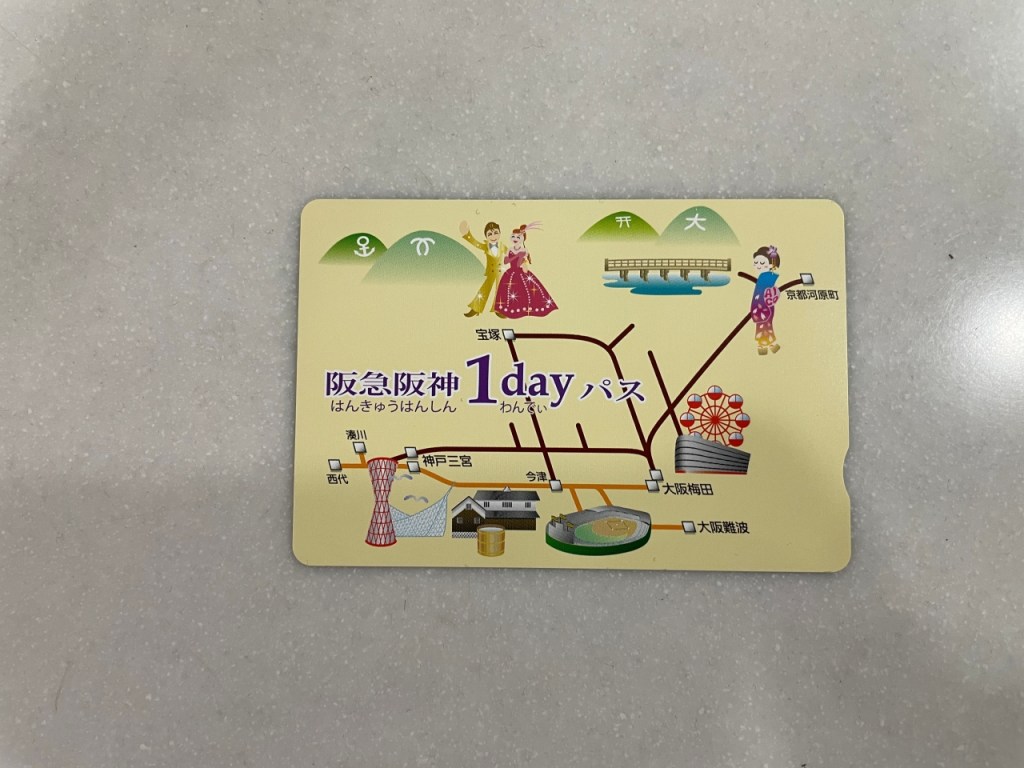 大
宝塚
京都河原町
阪急阪神 1day パス
はんきゅうはんしん わんでぃ
湊川
西代
神戸三宮
今津
大阪梅田
大阪難波